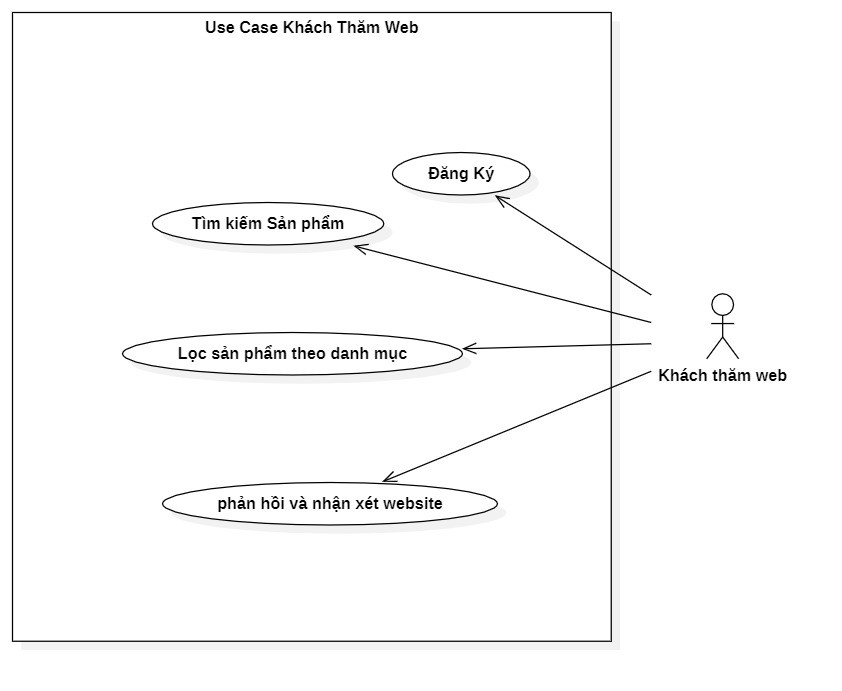 Use Case Khách Thăm Web
Đăng Ký
Tìm kiếm Sản phẩm
Lọc sản phẩm theo danh mục
Khách thăm web
phản hồi và nhận xét website